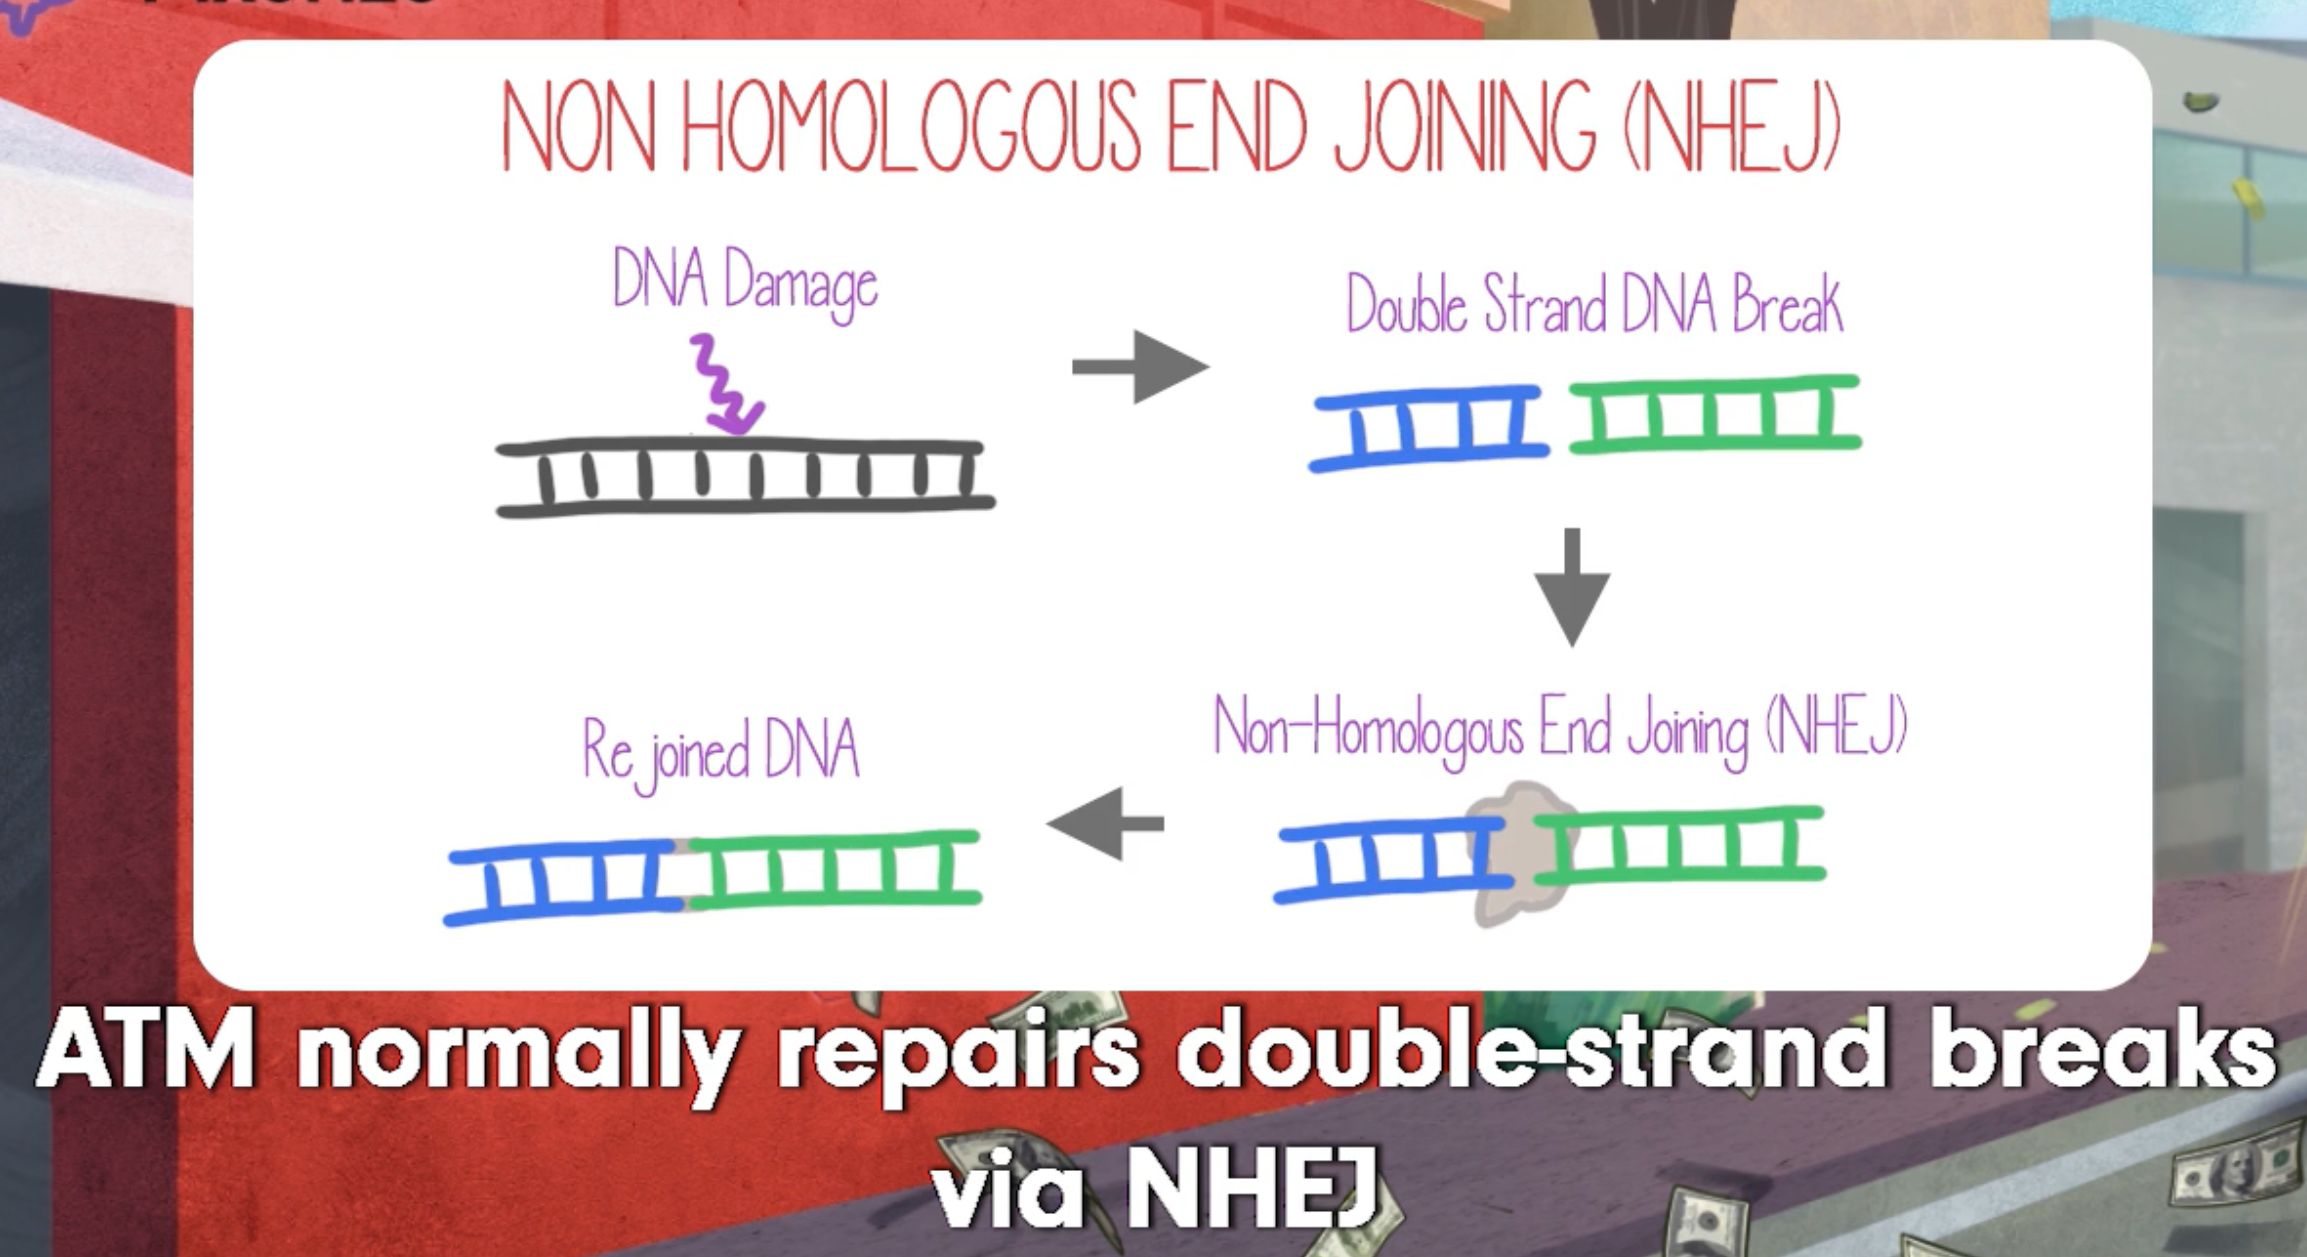 NON HOMOLOGOUS END JOINING (NHEJ)
DNA Damage
Double Strand DNA Break
Non-Homologous End Joining (NHEJ)
Re joined DNA
ATM normally repairs double-strand breaks
via NHEJ